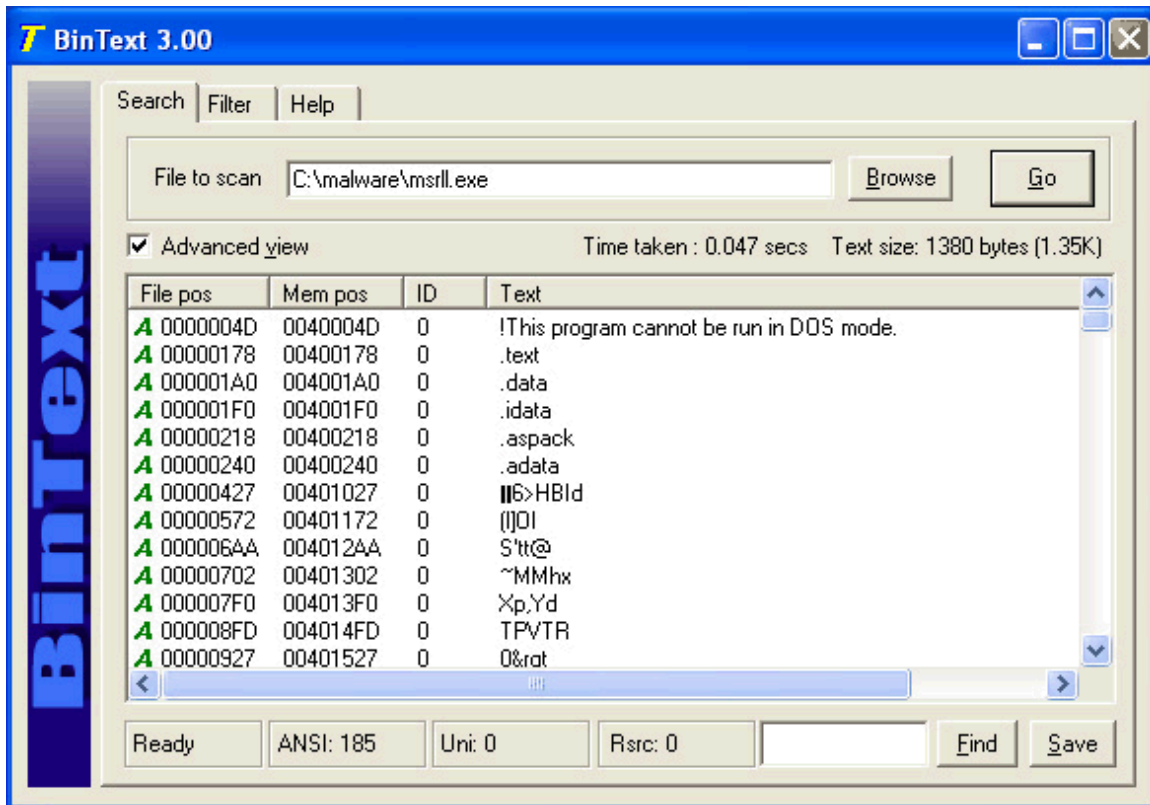 BinText 3.00
BinText
Search Filter Help
File to scan C:\malware\msrll.exe Browse Go
Advanced view Time taken : 0.047 secs Text size: 1380 bytes (1.35K)
File pos Mem pos ID Text
A 0000004D 0040004D 0 !This program cannot be run in DOS mode.
A 00000178 00400178 0 .text
A 000001A0 004001A0 0 .data
A 000001F0 004001F0 0 .idata
A 00000218 00400218 0 .aspack
A 00000240 00400240 0 .adata
A 00000427 00401027 0
A 00000572 00401172 0
A 000006AA 004012AA 0 S'tt@
A 00000702 00401302 0 ~MMhx
A 000007F0 004013F0 0 Xp,Yd
A 000008FD 004014FD 0 TPVTR
A 00000927 00401527 0 0&rat
Ready ANSI: 185 Uni: 0 Rsrc: 0 Find Save